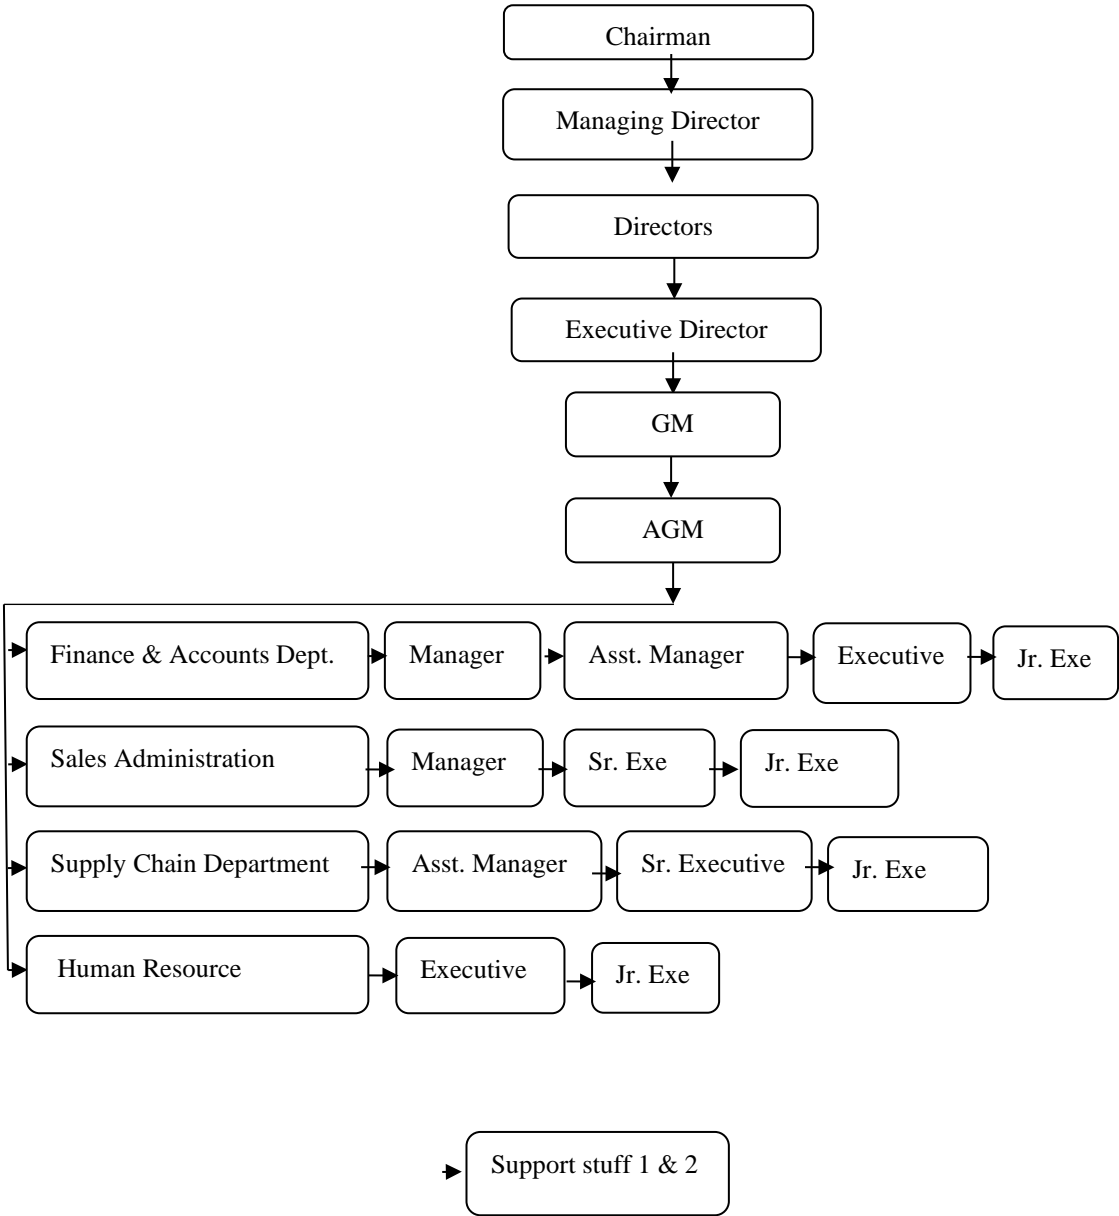 Chairman
Managing Director
Directors
Executive Director
GM
AGM
Finance & Accounts Dept.
Manager
Asst. Manager
Executive
Jr. Exe
Sales Administration
Manager
Sr. Exe
Jr. Exe
Supply Chain Department
Asst. Manager
Sr. Executive
Jr. Exe
Human Resource
Executive
Jr. Exe
Support stuff 1 & 2